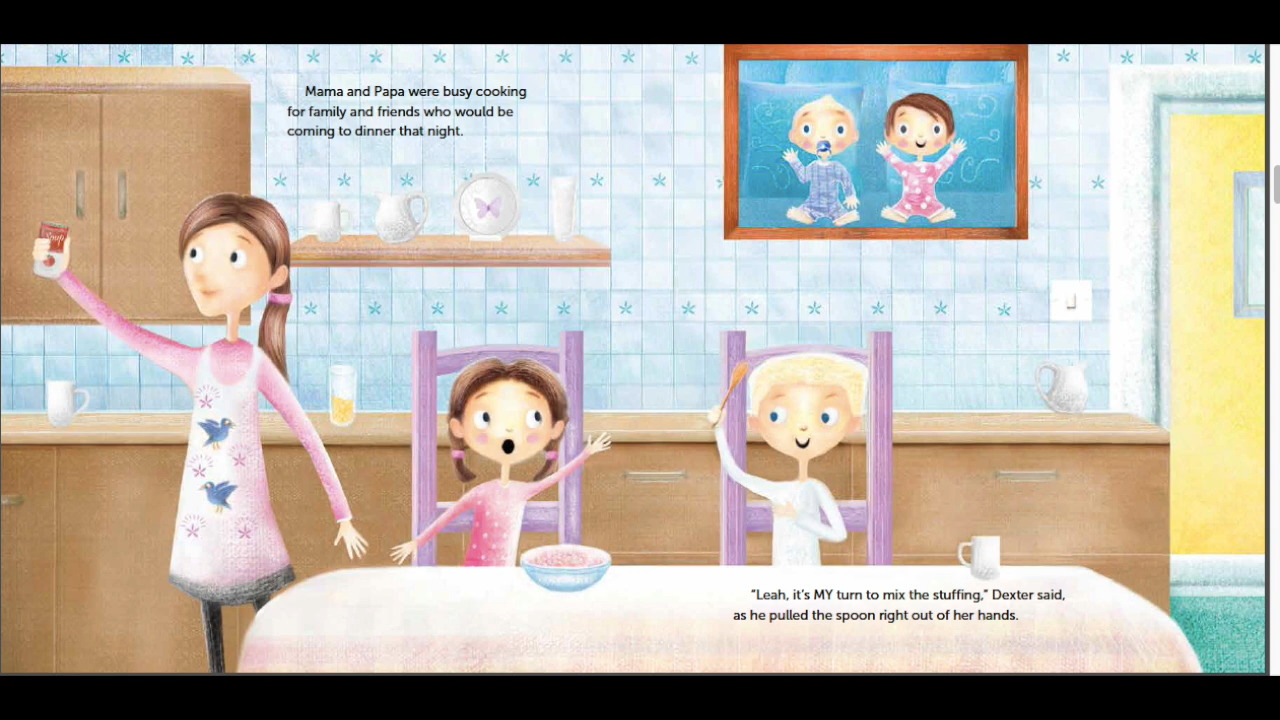 Mama and Papa were busy cooking
for family and friends who would be
coming to dinner that night.
Soup
“Leah, it’s MY turn to mix the stuffing,” Dexter said,
as he pulled the spoon right out of her hands.